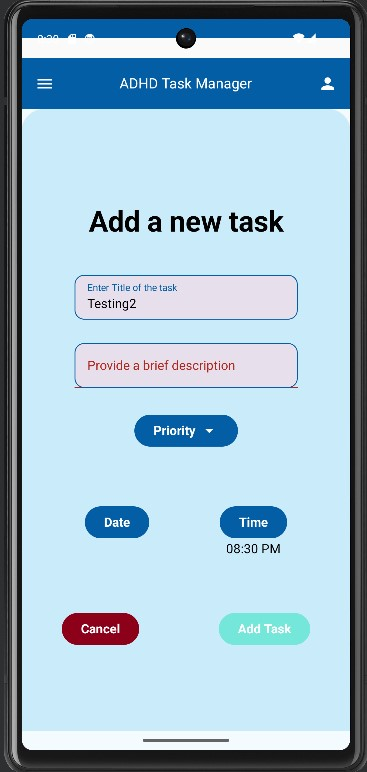 ADHD Task Manager
Add a new task
Enter Title of the task
Testing2
Provide a brief description
Priority
Date
Time
08:30 PM
Cancel
Add Task